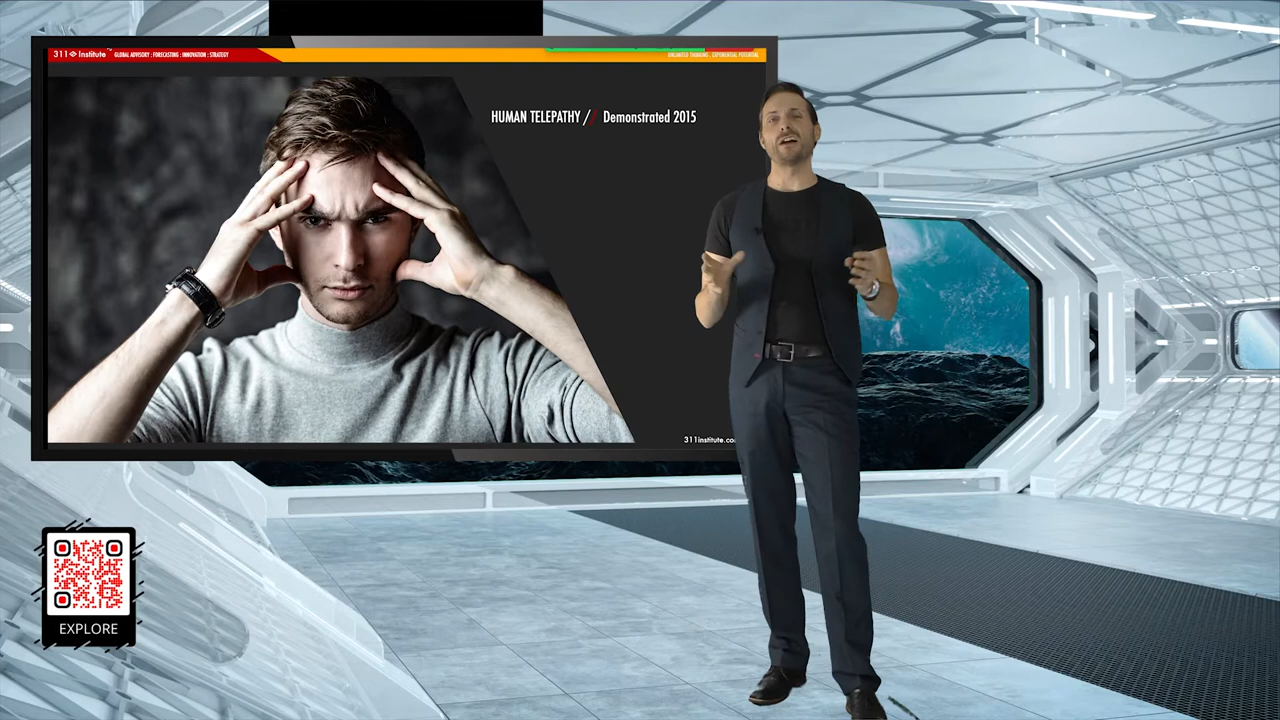 311 Institute GLOBAL ADVISORY : FORECASTING : INNOVATION : STRATEGY
UNLIMITED THINKING . EXPONENTIAL POTENTIAL
HUMAN TELEPATHY // Demonstrated 2015
311institute.co
EXPLORE